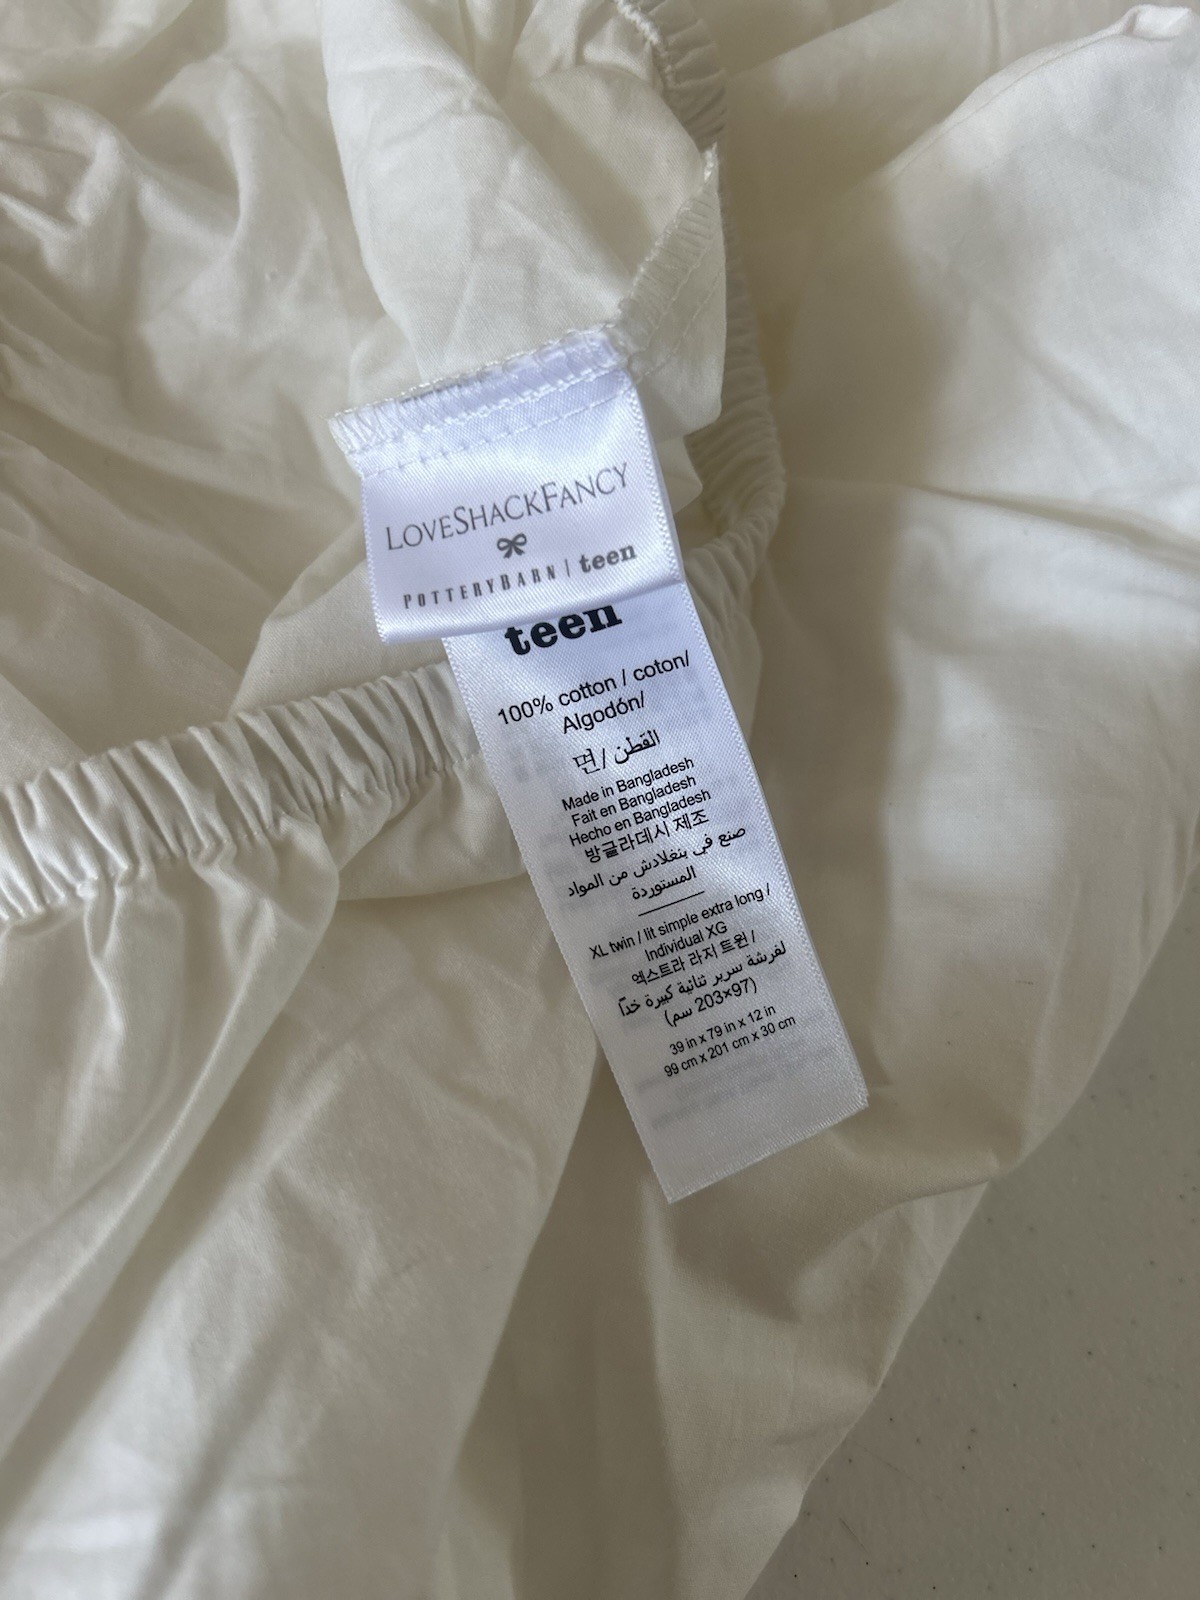 LOVESHACKFANCY
POTTERYBARN | teen
teen
100% cotton / coton/
Algodón/
면/ القطن
Made in Bangladesh
Fait en Bangladesh
Hecho en Bangladesh
방글라데시 제조
صنع في بنغلادش من المواد
المستوردة
XL twin / lit simple extra long /
Individual XG
엑스트라 라지 트윈 /
لفرشة سرير ثنائية كبيرة خدّا
(97×203 سم)
39 in x 79 in x 12 in
99 cm x 201 cm x 30 cm